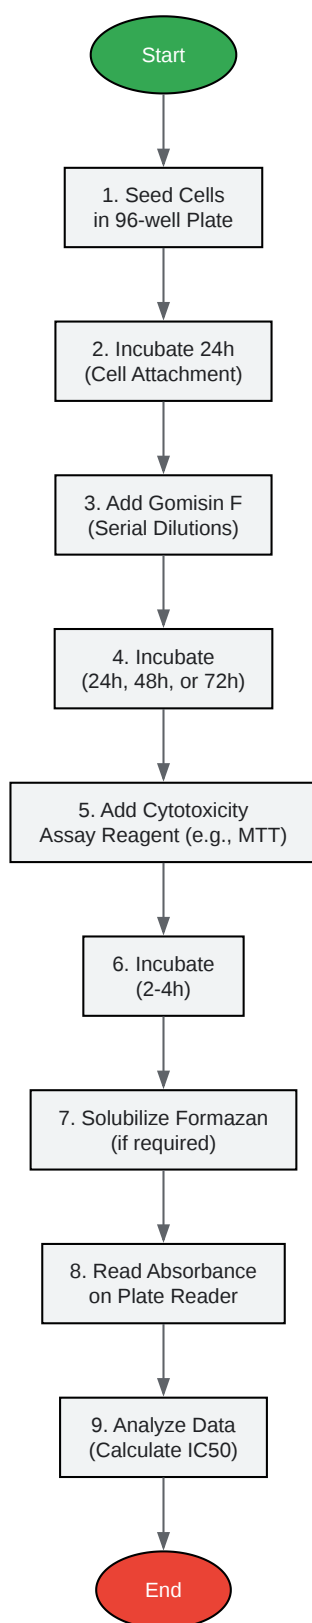 Start
1. Seed Cells
in 96-well Plate
2. Incubate 24h
(Cell Attachment)
3. Add Gomisin F
(Serial Dilutions)
4. Incubate
(24h, 48h, or 72h)
5. Add Cytotoxicity
Assay Reagent (e.g., MTT)
6. Incubate
(2-4h)
7. Solubilize Formazan
(if required)
8. Read Absorbance
on Plate Reader
9. Analyze Data
(Calculate IC50)
End